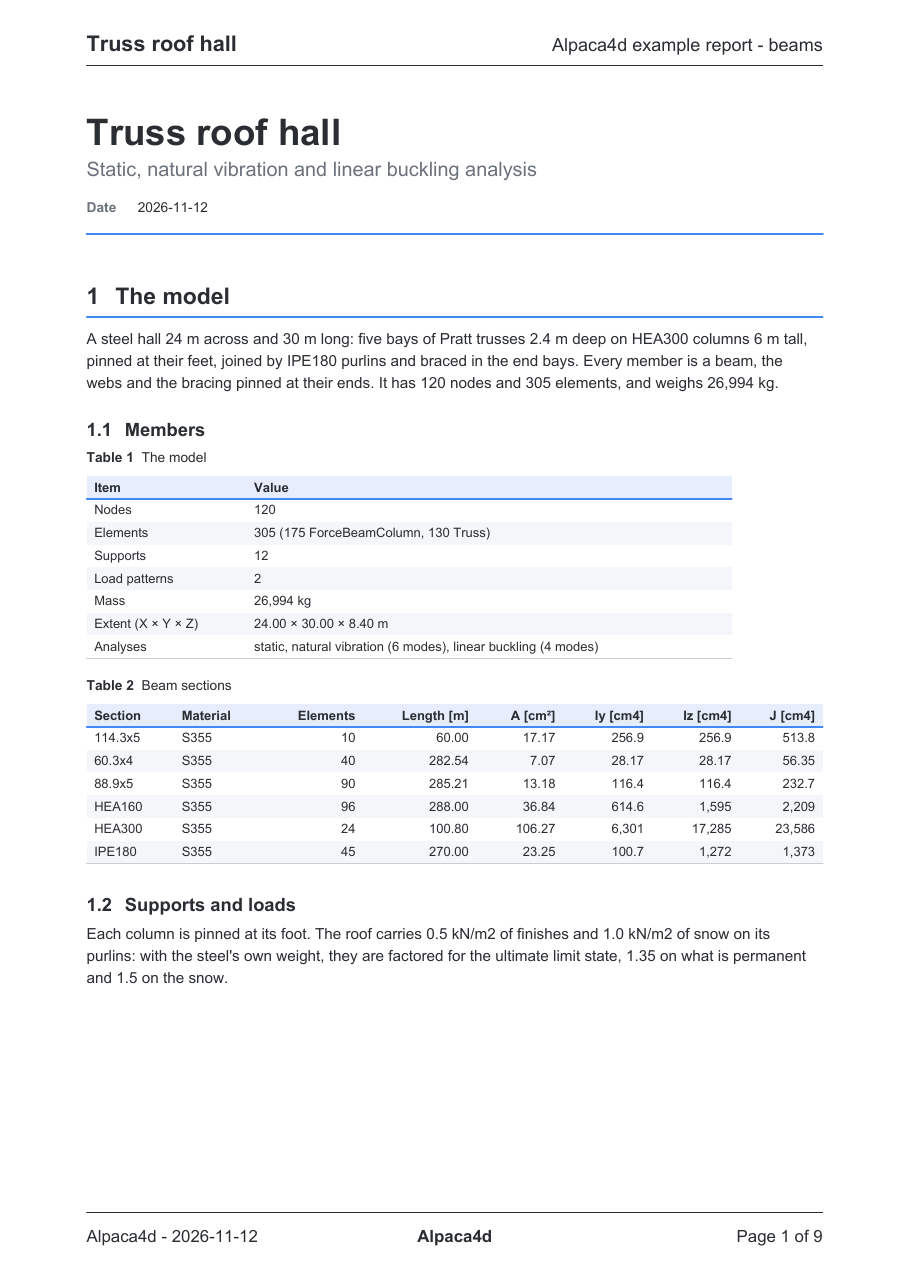 Truss roof hall
Alpaca4d example report - beams
Truss roof hall
Static, natural vibration and linear buckling analysis
Date 2026-11-12
1 The model
A steel hall 24 m across and 30 m long: five bays of Pratt trusses 2.4 m deep on HEA300 columns 6 m tall,
pinned at their feet, joined by IPE180 purlins and braced in the end bays. Every member is a beam, the
webs and the bracing pinned at their ends. It has 120 nodes and 305 elements, and weighs 26,994 kg.
1.1 Members
Table 1 The model
Item Value
Nodes 120
Elements 305 (175 ForceBeamColumn, 130 Truss)
Supports 12
Load patterns 2
Mass 26,994 kg
Extent (X × Y × Z) 24.00 × 30.00 × 8.40 m
Analyses static, natural vibration (6 modes), linear buckling (4 modes)
Table 2 Beam sections
Section Material Elements Length [m] A [cm²] Iy [cm4] Iz [cm4] J [cm4]
114.3x5 S355 10 60.00 17.17 256.9 256.9 513.8
60.3x4 S355 40 282.54 7.07 28.17 28.17 56.35
88.9x5 S355 90 285.21 13.18 116.4 116.4 232.7
HEA160 S355 96 288.00 36.84 614.6 1,595 2,209
HEA300 S355 24 100.80 106.27 6,301 17,285 23,586
IPE180 S355 45 270.00 23.25 100.7 1,272 1,373
1.2 Supports and loads
Each column is pinned at its foot. The roof carries 0.5 kN/m2 of finishes and 1.0 kN/m2 of snow on its
purlins: with the steel's own weight, they are factored for the ultimate limit state, 1.35 on what is permanent
and 1.5 on the snow.
Alpaca4d - 2026-11-12
Alpaca4d
Page 1 of 9